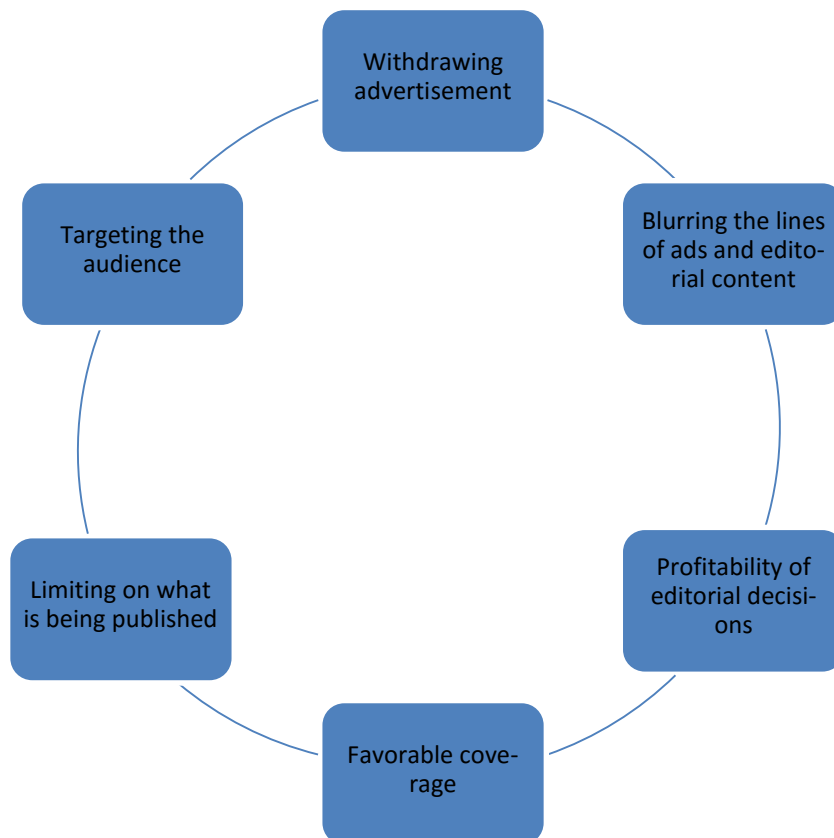 Withdrawing
advertisement
Blurring the lines
of ads and edito-
rial content
Profitability of
editorial decisi-
ons
Favorable cove-
rage
Limiting on what
is being published
Targeting the
audience